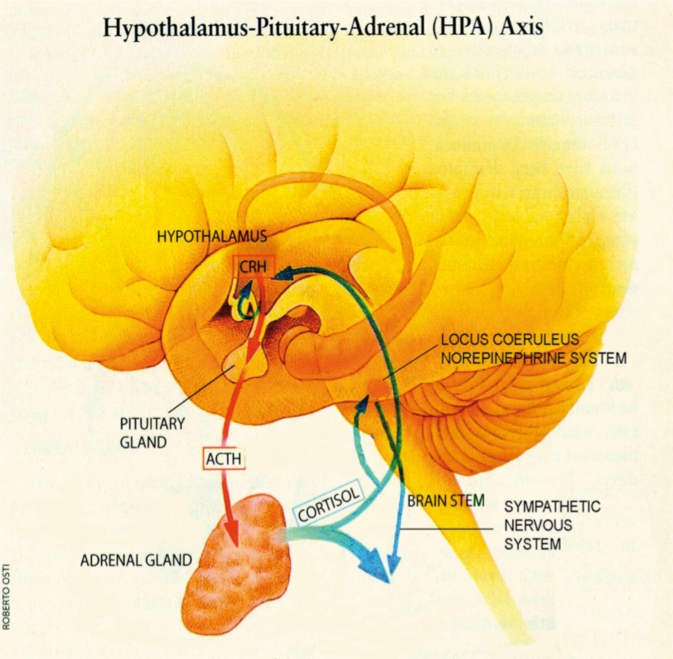 Hypothalamus-Pituitary-Adrenal (HPA) Axis
HYPOTHALAMUS
CRH
LOCUS COERULEUS
NOREPINEPHRINE SYSTEM
PITUITARY
GLAND
ACTH
CORTISOL
BRAIN STEM
SYMPATHETIC
NERVOUS
SYSTEM
ADRENAL GLAND
ROBERTO OSTI